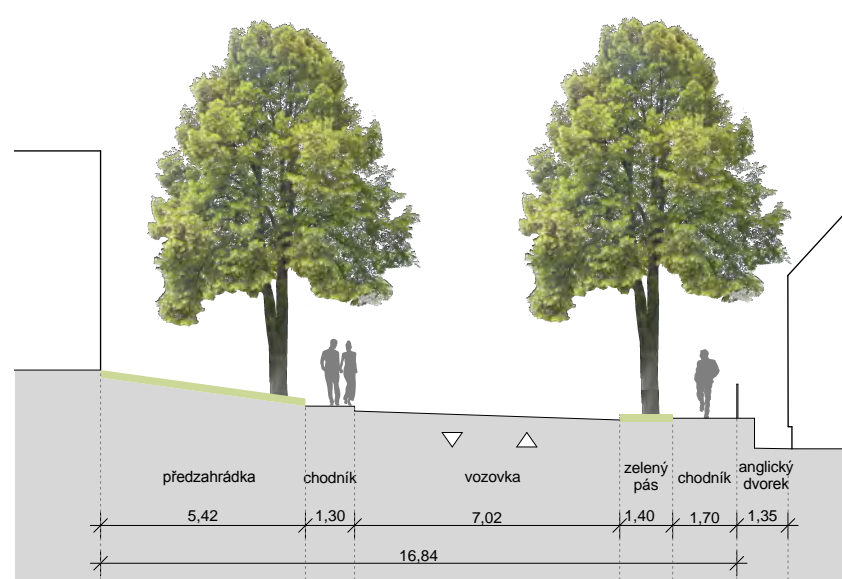 předzahrádka
chodník
vozovka
zelený
pás
chodník
anglický
dvorek
5,42
1,30
7,02
1,40
1,70
1,35
16,84